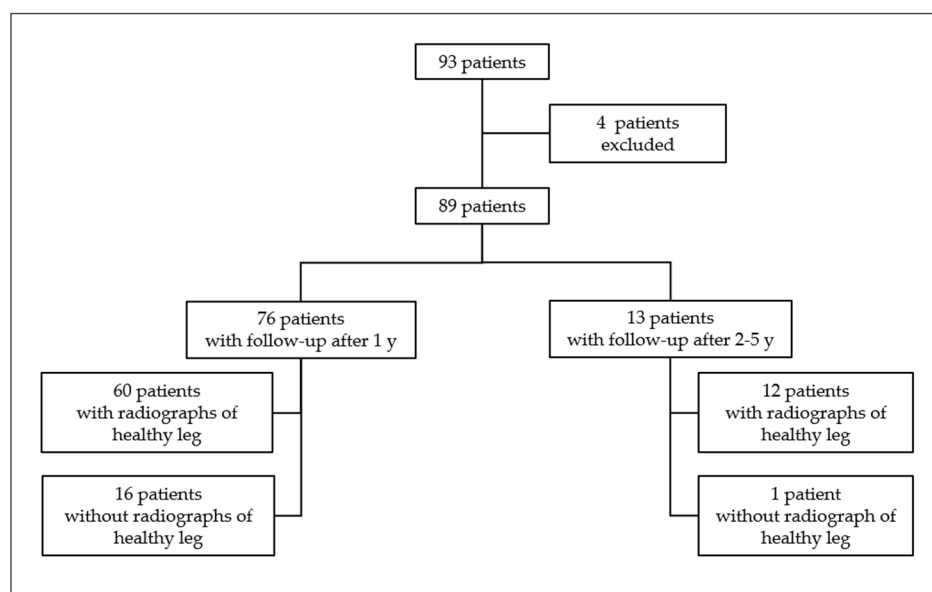 93 patients
4 patients
excluded
89 patients
76 patients
with follow-up after 1 y
13 patients
with follow-up after 2-5 y
60 patients
with radiographs of
healthy leg
12 patients
with radiographs of
healthy leg
16 patients
without radiographs of
healthy leg
1 patient
without radiograph of
healthy leg